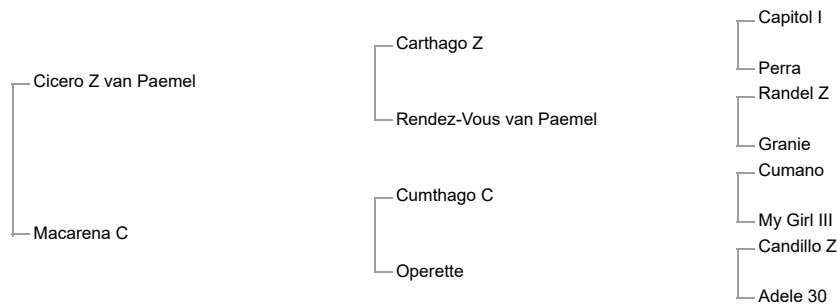 Capitol I
Carthago Z
Perra
Cicero Z van Paemel
Randel Z
Rendez-Vous van Paemel
Granie
Cumano
Cumthago C
My Girl III
Macarena C
Candillo Z
Operette
Adele 30